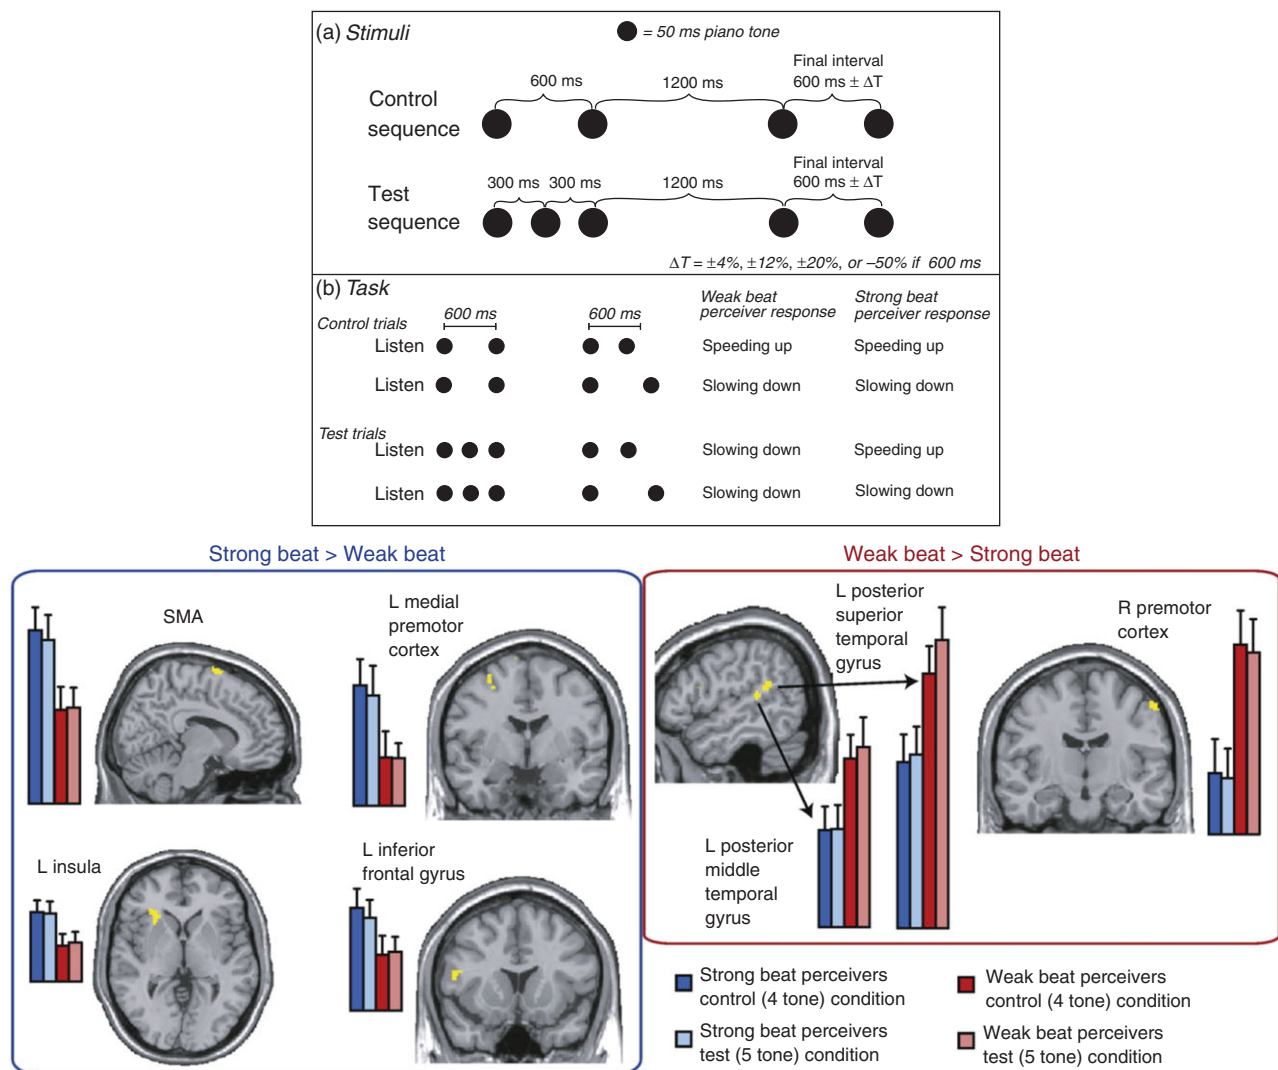 (a) Stimuli
= 50 ms piano tone
Control
sequence
600 ms
1200 ms
Final interval
600 ms ± ΔT
Test
sequence
300 ms 300 ms
1200 ms
Final interval
600 ms ± ΔT
ΔT = ±4%, ±12%, ±20%, or –50% if 600 ms
(b) Task
Weak beat
perceiver response
Strong beat
perceiver response
600 ms
600 ms
Control trials
Listen Speeding up Speeding up
Listen Slowing down Slowing down
Test trials
Listen Slowing down Speeding up
Listen Slowing down Slowing down
Strong beat > Weak beat
SMA
L medial
premotor
cortex
L insula
L inferior
frontal gyrus
Weak beat > Strong beat
L posterior
superior
temporal
gyrus
R premotor
cortex
L posterior
middle
temporal
gyrus
Strong beat perceivers
control (4 tone) condition
Weak beat perceivers
control (4 tone) condition
Strong beat perceivers
test (5 tone) condition
Weak beat perceivers
test (5 tone) condition